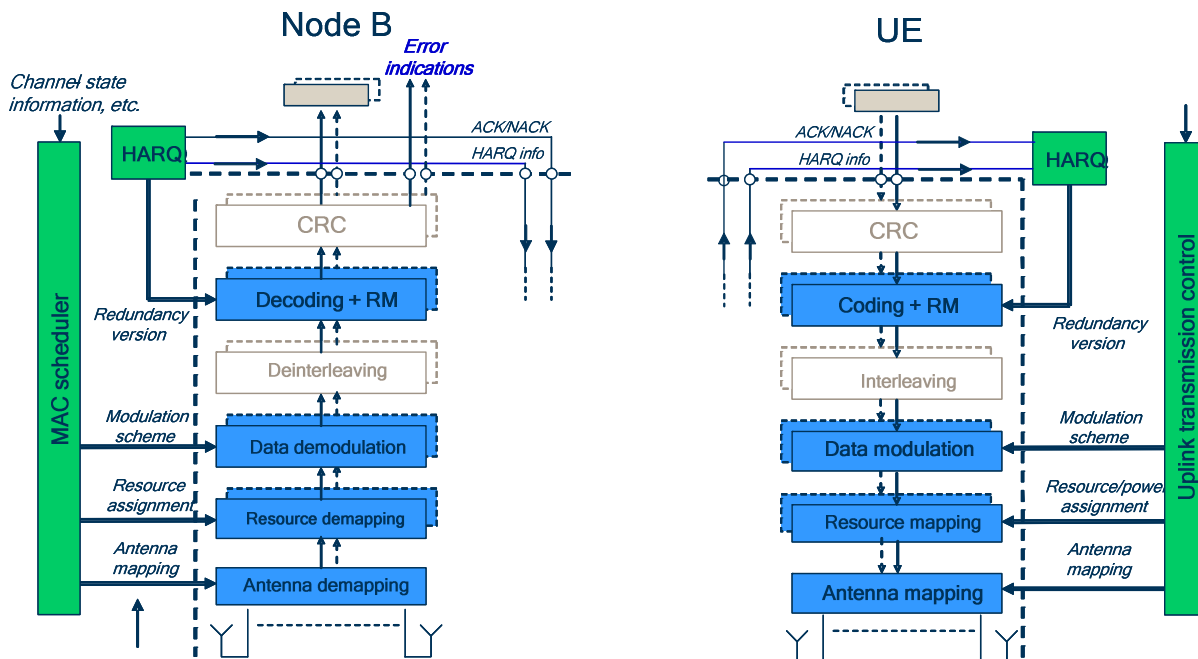 Node B
UE
Error
indications
Channel state
information, etc.
ACK/NACK
HARQ
HARQ info
CRC
Decoding + RM
Redundancy
version
Deinterleaving
MAC scheduler
Modulation
scheme
Data demodulation
Resource
assignment
Resource demapping
Antenna
mapping
Antenna demapping
ACK/NACK
HARQ info
HARQ
CRC
Coding + RM
Redundancy
version
Interleaving
Uplink transmission control
Modulation
scheme
Data modulation
Resource/power
assignment
Resource mapping
Antenna
mapping
Antenna mapping